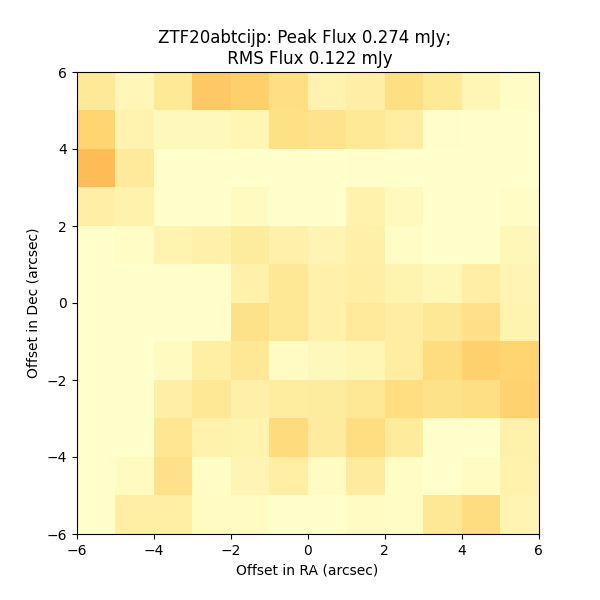 ZTF20abtcijp: Peak Flux 0.274 mJy;
RMS Flux 0.122 mJy
6
4
2
0
−2
−4
−6
Offset in Dec (arcsec)
−6 −4 −2 0 2 4 6
Offset in RA (arcsec)